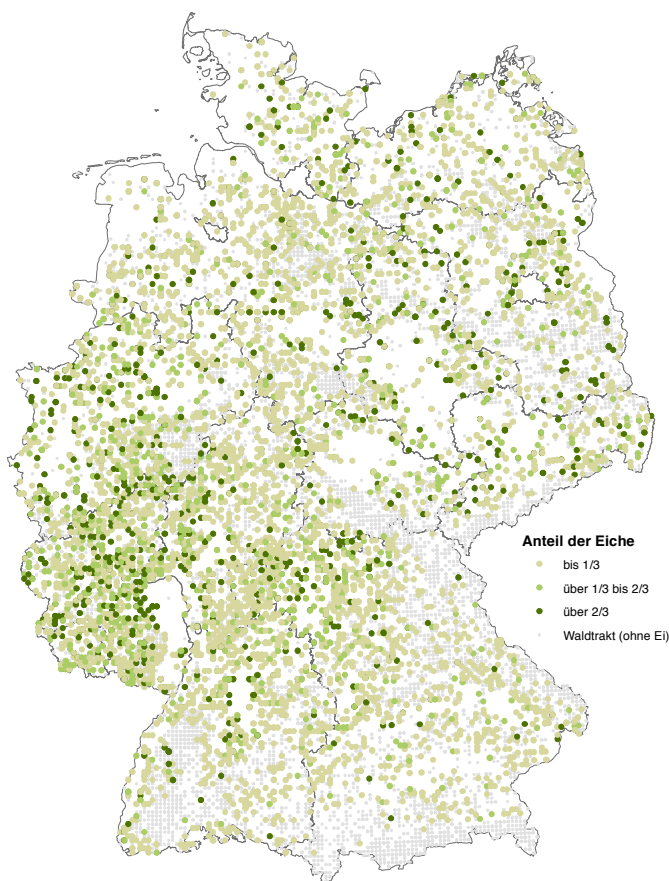 Anteil der Eiche
bis 1/3
über 1/3 bis 2/3
über 2/3
Waldtrakt (ohne Ei)